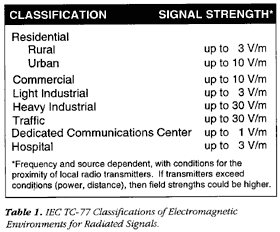 CLASSIFICATION SIGNAL STRENGTH*
Residential
Rural up to 3 V/m
Urban up to 10 V/m
Commercial up to 10 V/m
Light Industrial up to 3 V/m
Heavy Industrial up to 30 V/m
Traffic up to 30 V/m
Dedicated Communications Center up to 1 V/m
Hospital up to 3 V/m
*Frequency and source dependent, with conditions for the
proximity of local radio transmitters. If transmitters exceed
conditions (power, distance), then field strengths could be higher.
Table 1. IEC TC-77 Classifications of Electromagnetic
Environments for Radiated Signals.